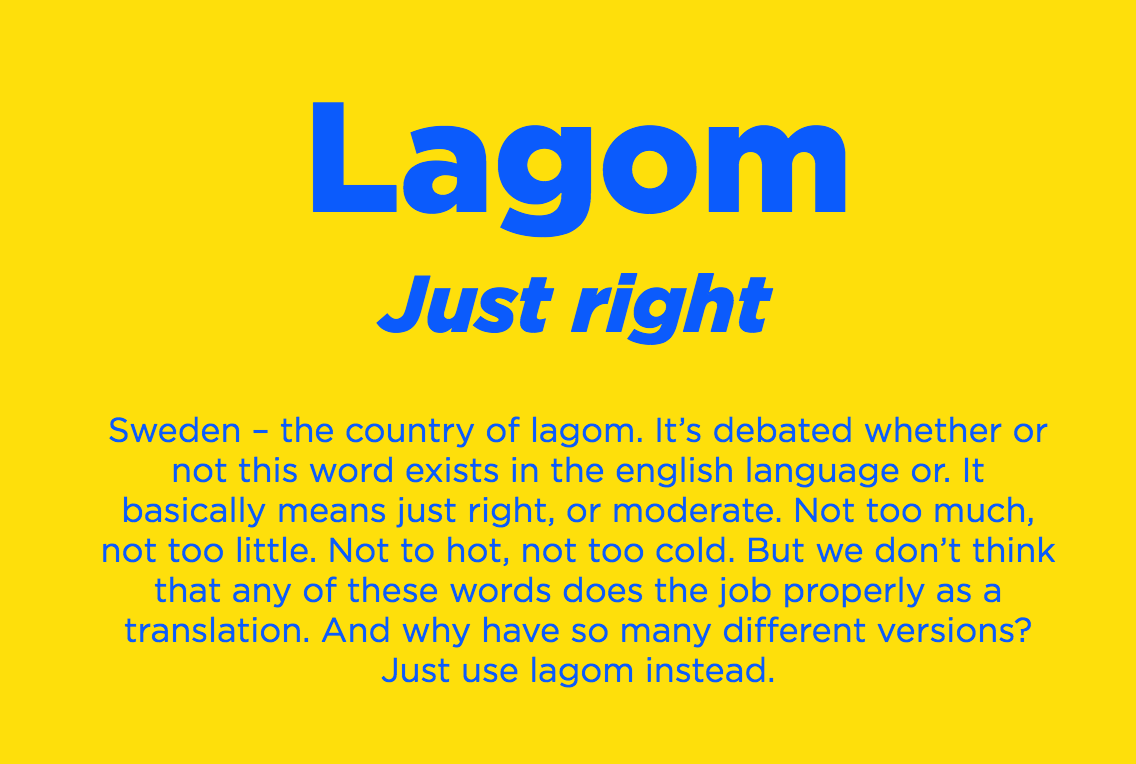 Lagom
Just right
Sweden – the country of lagom. It’s debated whether or
not this word exists in the english language or. It
basically means just right, or moderate. Not too much,
not too little. Not to hot, not too cold. But we don’t think
that any of these words does the job properly as a
translation. And why have so many different versions?
Just use lagom instead.